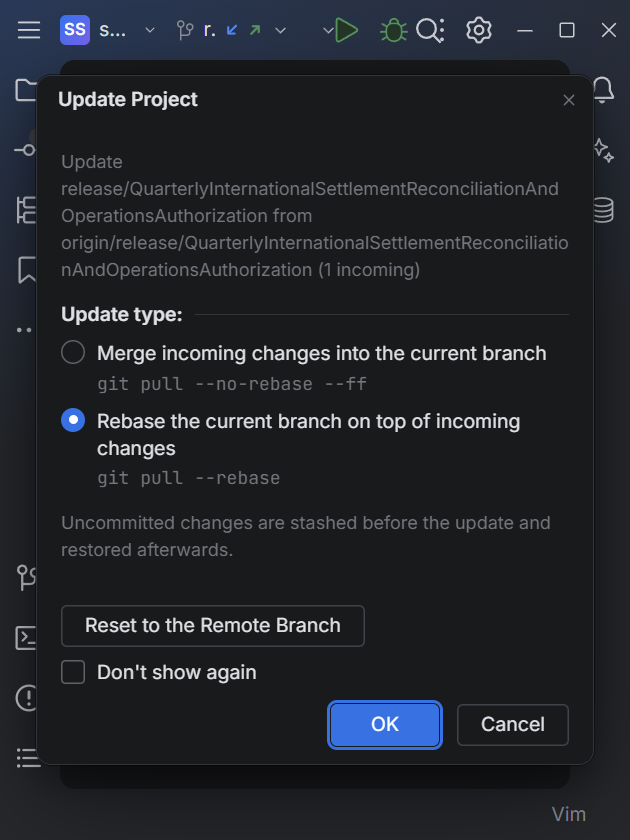 SS s... r.
Update Project
Update
release/QuarterlyInternationalSettlementReconciliationAnd
OperationsAuthorization from
origin/release/QuarterlyInternationalSettlementReconciliatio
nAndOperationsAuthorization (1 incoming)
Update type:
Merge incoming changes into the current branch
git pull --no-rebase --ff
Rebase the current branch on top of incoming
changes
git pull --rebase
Uncommitted changes are stashed before the update and
restored afterwards.
Reset to the Remote Branch
Don't show again
OK Cancel
Vim